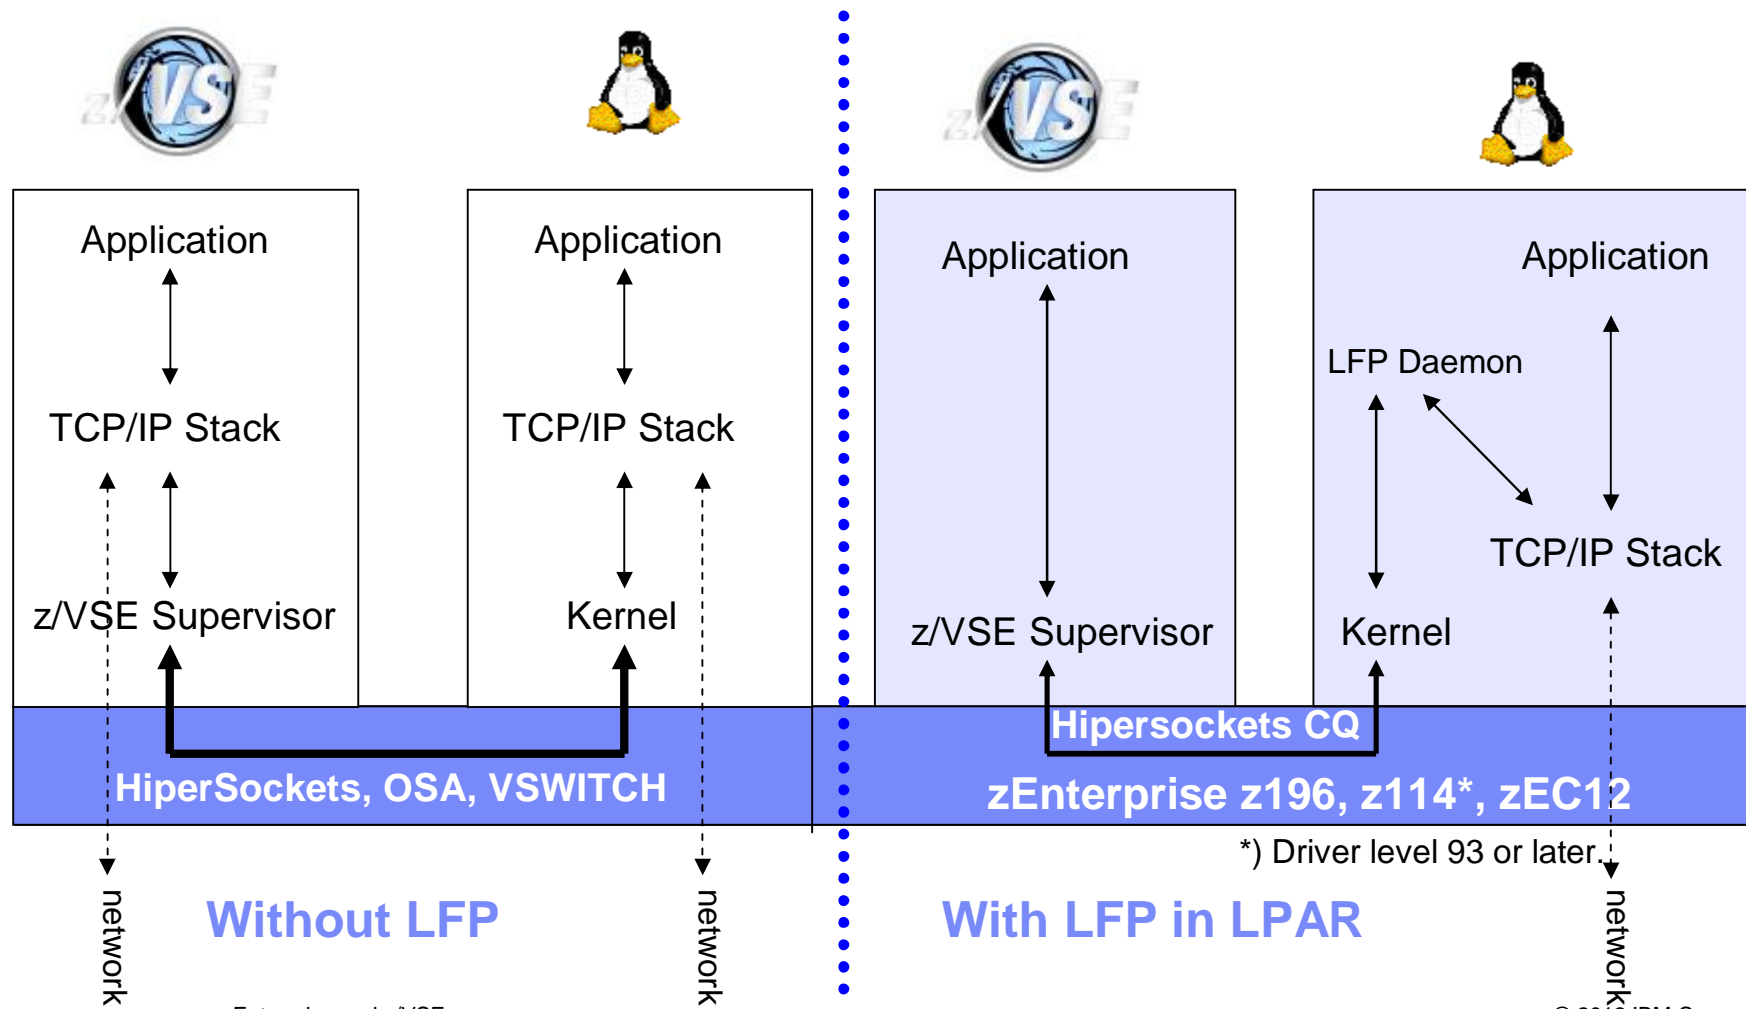 z/VSE
z/VSE
Application
Application
Application
Application
LFP Daemon
TCP/IP Stack
TCP/IP Stack
TCP/IP Stack
z/VSE Supervisor
Kernel
z/VSE Supervisor
Kernel
Hipersockets CQ
HiperSockets, OSA, VSWITCH
zEnterprise z196, z114*, zEC12
*) Driver level 93 or later.
network
Without LFP
network
With LFP in LPAR
network